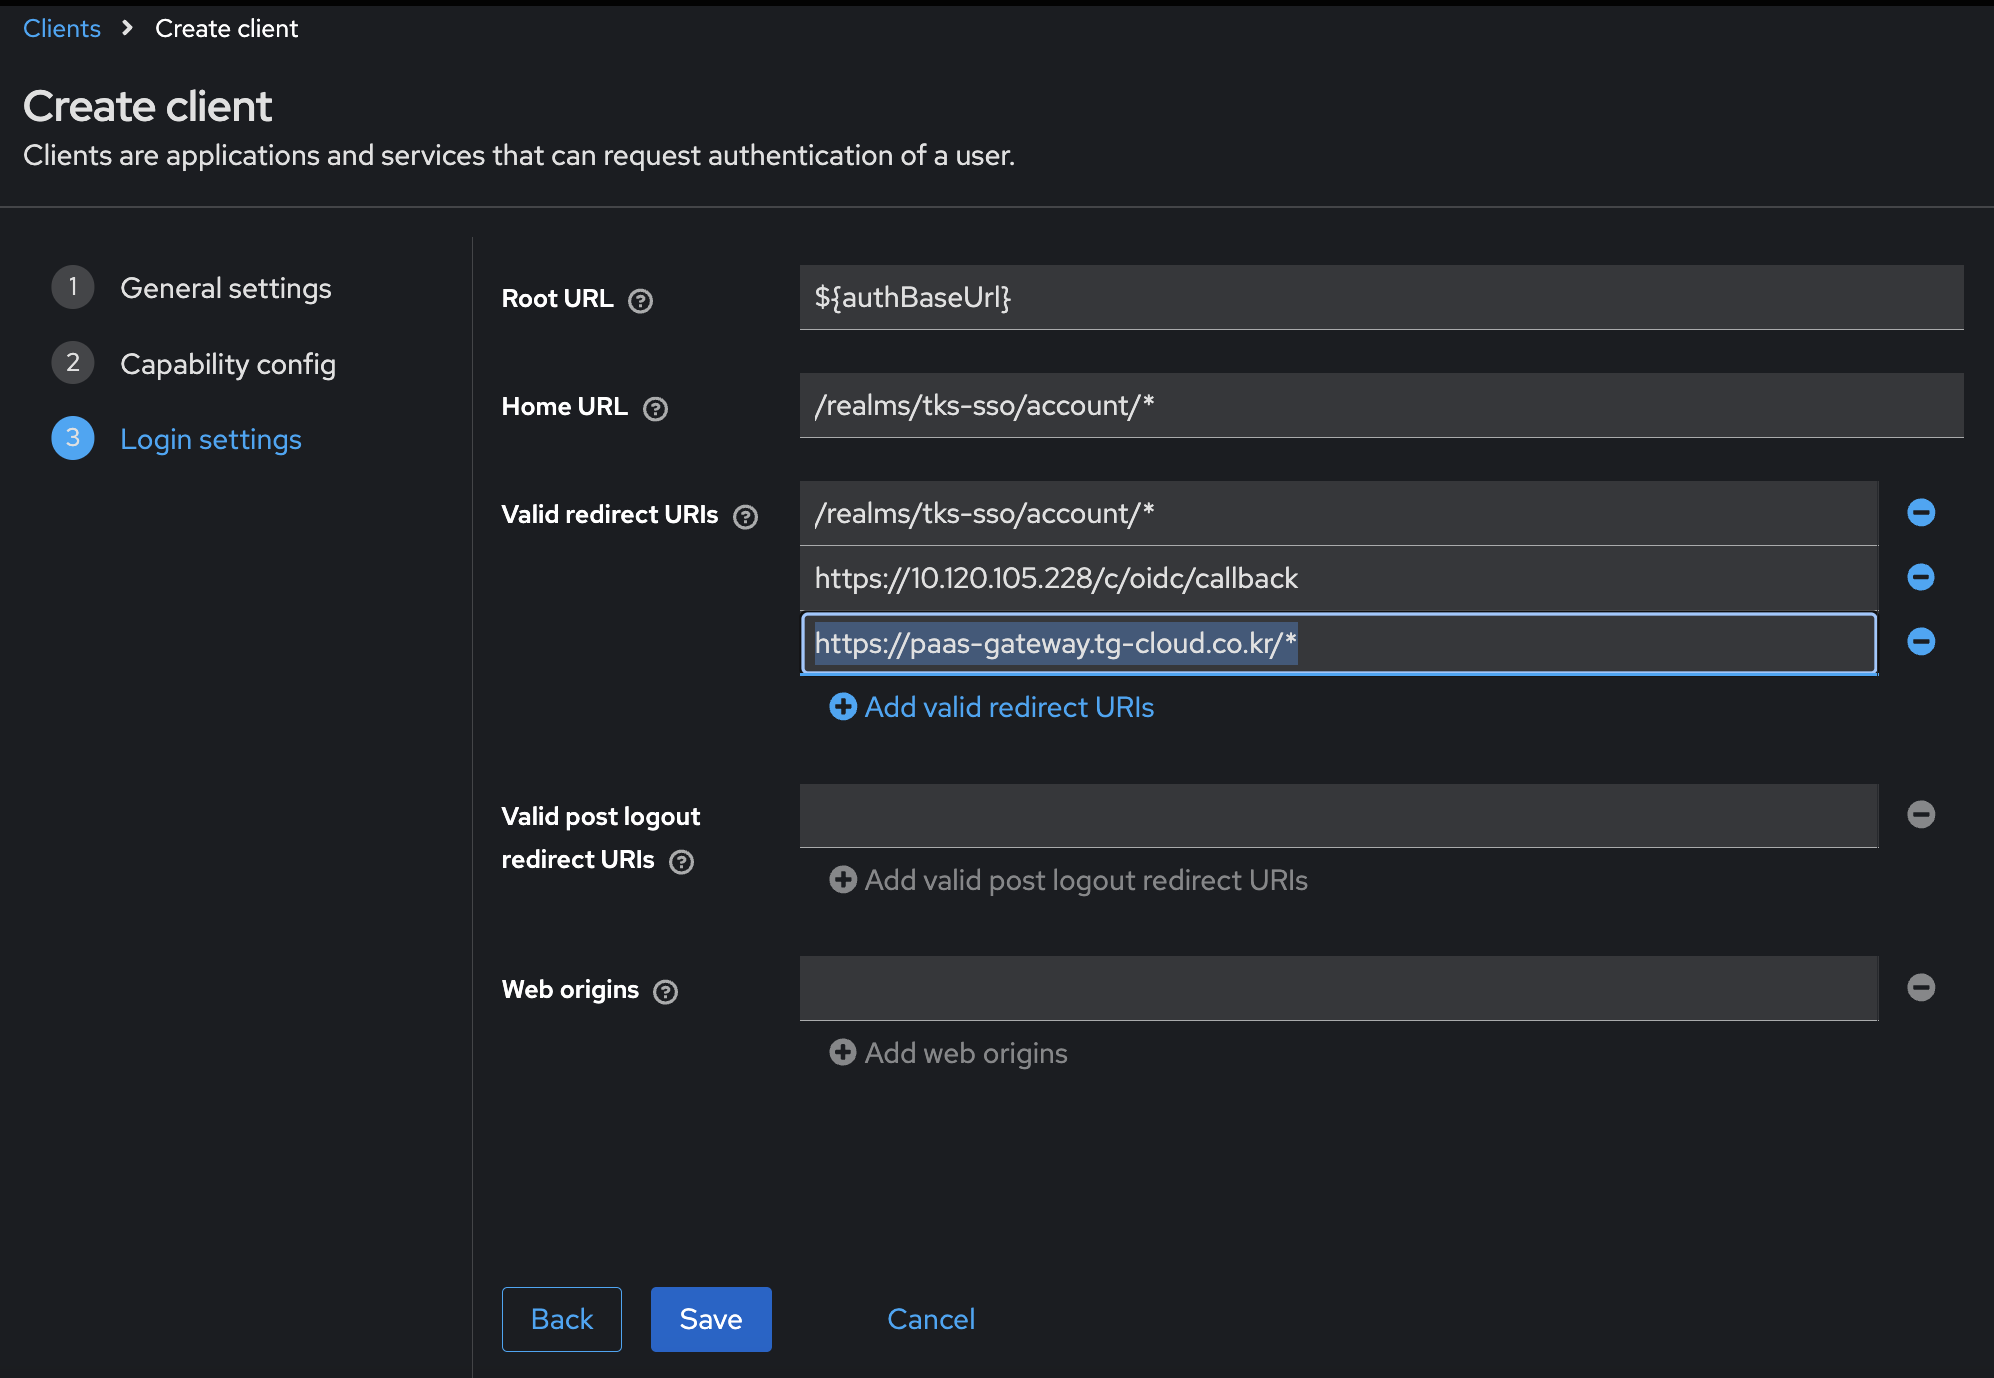 Clients > Create client
Create client
Clients are applications and services that can request authentication of a user.
1 General settings
2 Capability config
3 Login settings
Root URL ?
${authBaseUrl}
Home URL ?
/realms/tks-sso/account/*
Valid redirect URIs ?
/realms/tks-sso/account/*
https://10.120.105.228/c/oidc/callback
https://paas-gateway.tg-cloud.co.kr/*
Add valid redirect URIs
Valid post logout
redirect URIs ?
Add valid post logout redirect URIs
Web origins ?
Add web origins
Back Save Cancel